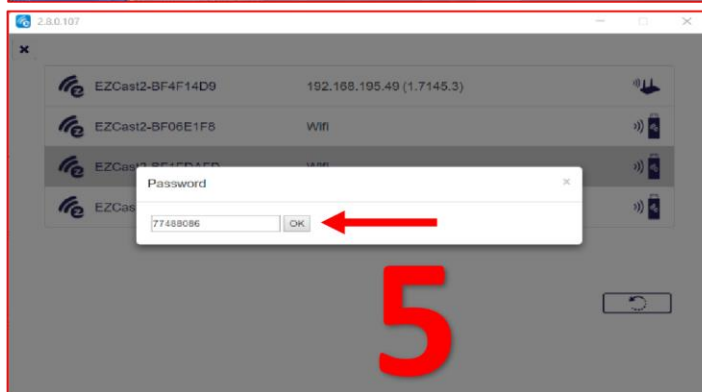 2.8.0.107
EZCast2-BF4F14D9 192.168.195.49 (1.7145.3)
EZCast2-BF06E1F8 Wifi
Password
EZCas
77488086 OK
5